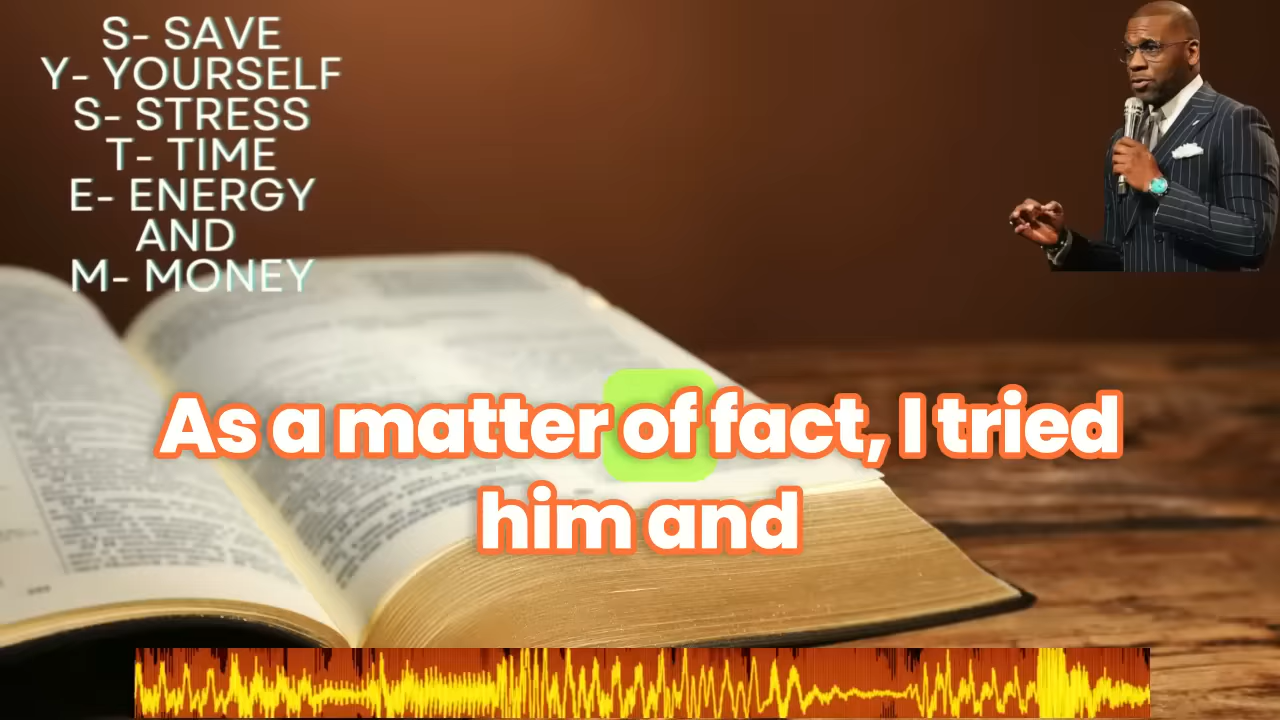 S- SAVE
Y- YOURSELF
S- STRESS
T- TIME
E- ENERGY
AND
M- MONEY
As a matter of fact, I tried
him and